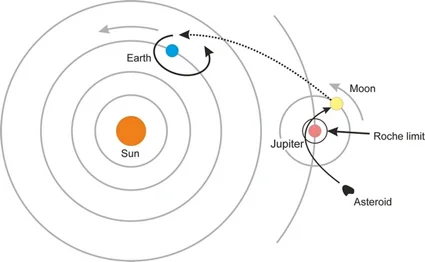 Earth
Moon
Roche limit
Jupiter
Sun
Asteroid